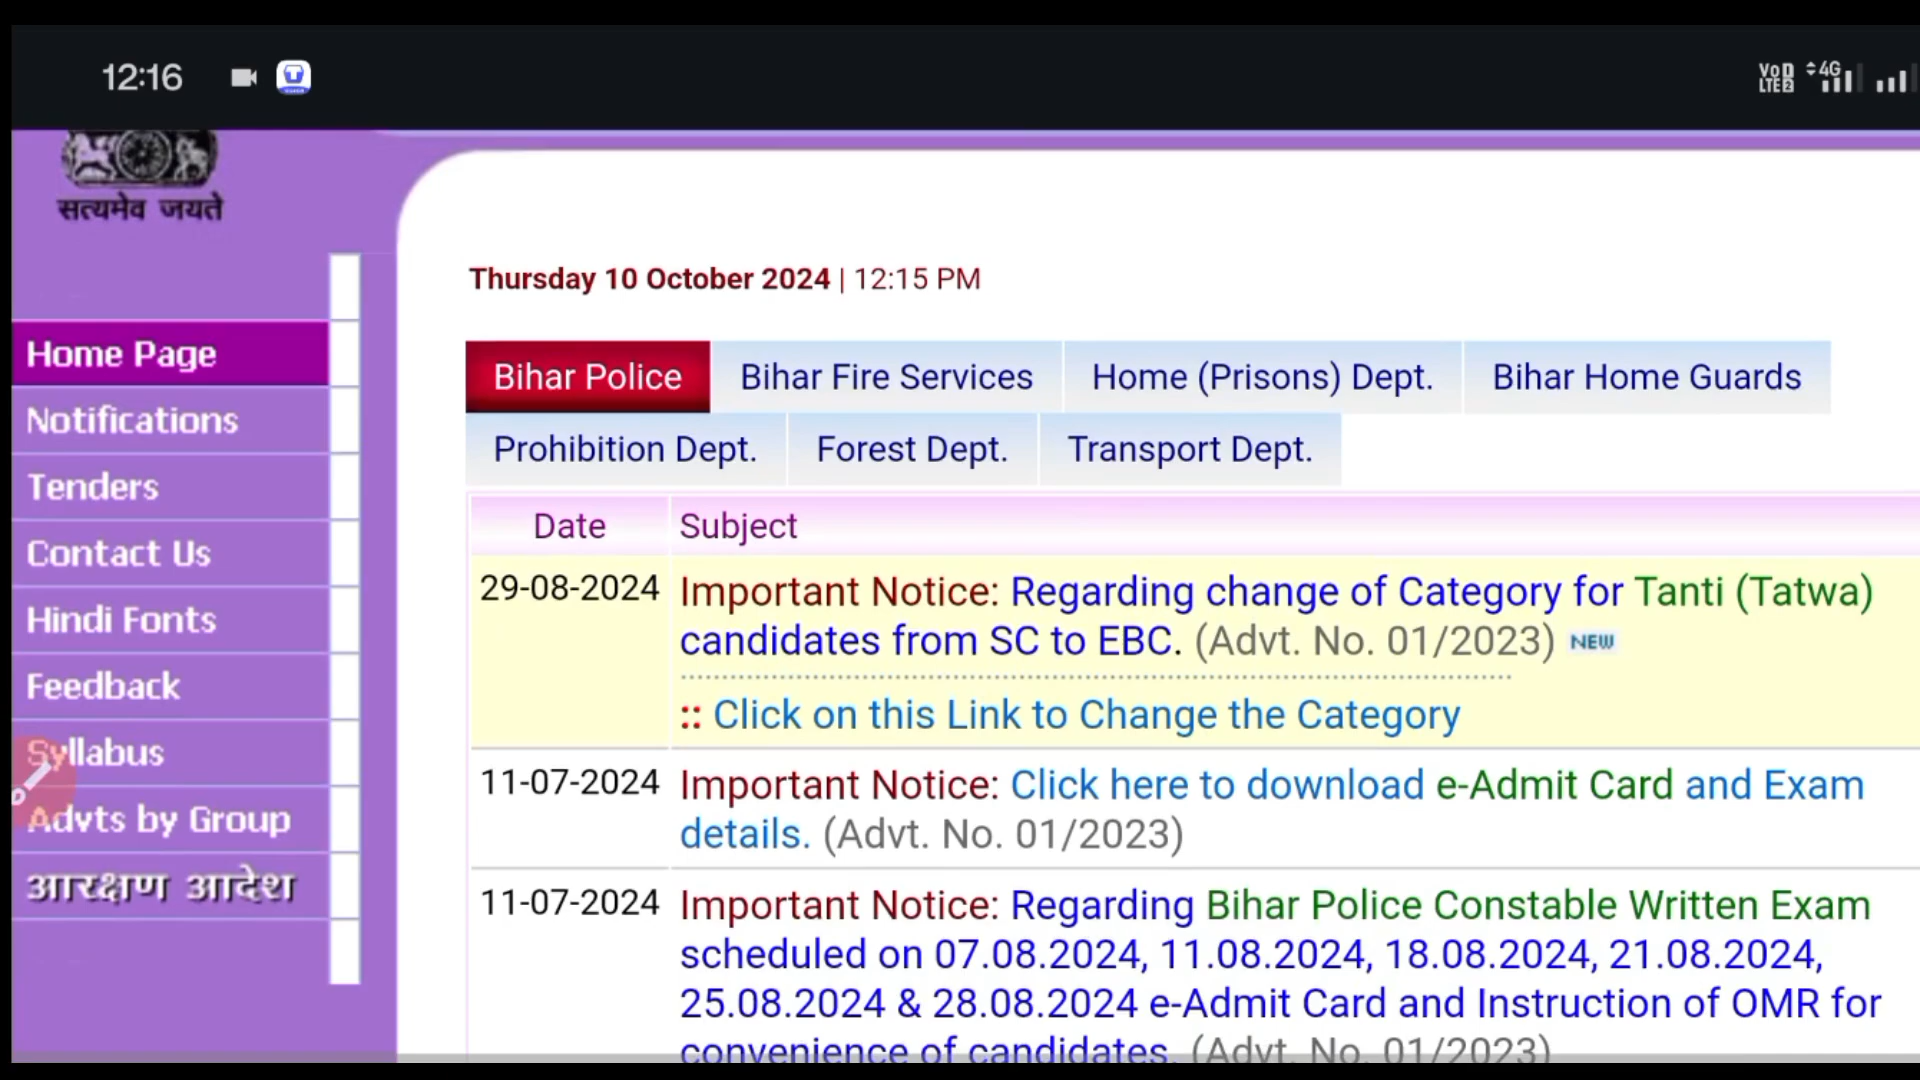 12:16
Vo D
LTE 2
4G
सत्यमेव जयते
Thursday 10 October 2024 | 12:15 PM
Home Page
Notifications
Tenders
Contact Us
Hindi Fonts
Feedback
Syllabus
Advts by Group
आरक्षण आदेश
Bihar Police
Bihar Fire Services
Home (Prisons) Dept.
Bihar Home Guards
Prohibition Dept.
Forest Dept.
Transport Dept.
Date
Subject
29-08-2024
Important Notice: Regarding change of Category for Tanti (Tatwa)
candidates from SC to EBC. (Advt. No. 01/2023) NEW
:: Click on this Link to Change the Category
11-07-2024
Important Notice: Click here to download e-Admit Card and Exam
details. (Advt. No. 01/2023)
11-07-2024
Important Notice: Regarding Bihar Police Constable Written Exam
scheduled on 07.08.2024, 11.08.2024, 18.08.2024, 21.08.2024,
25.08.2024 & 28.08.2024 e-Admit Card and Instruction of OMR for
convenience of candidates. (Advt. No. 01/2023)